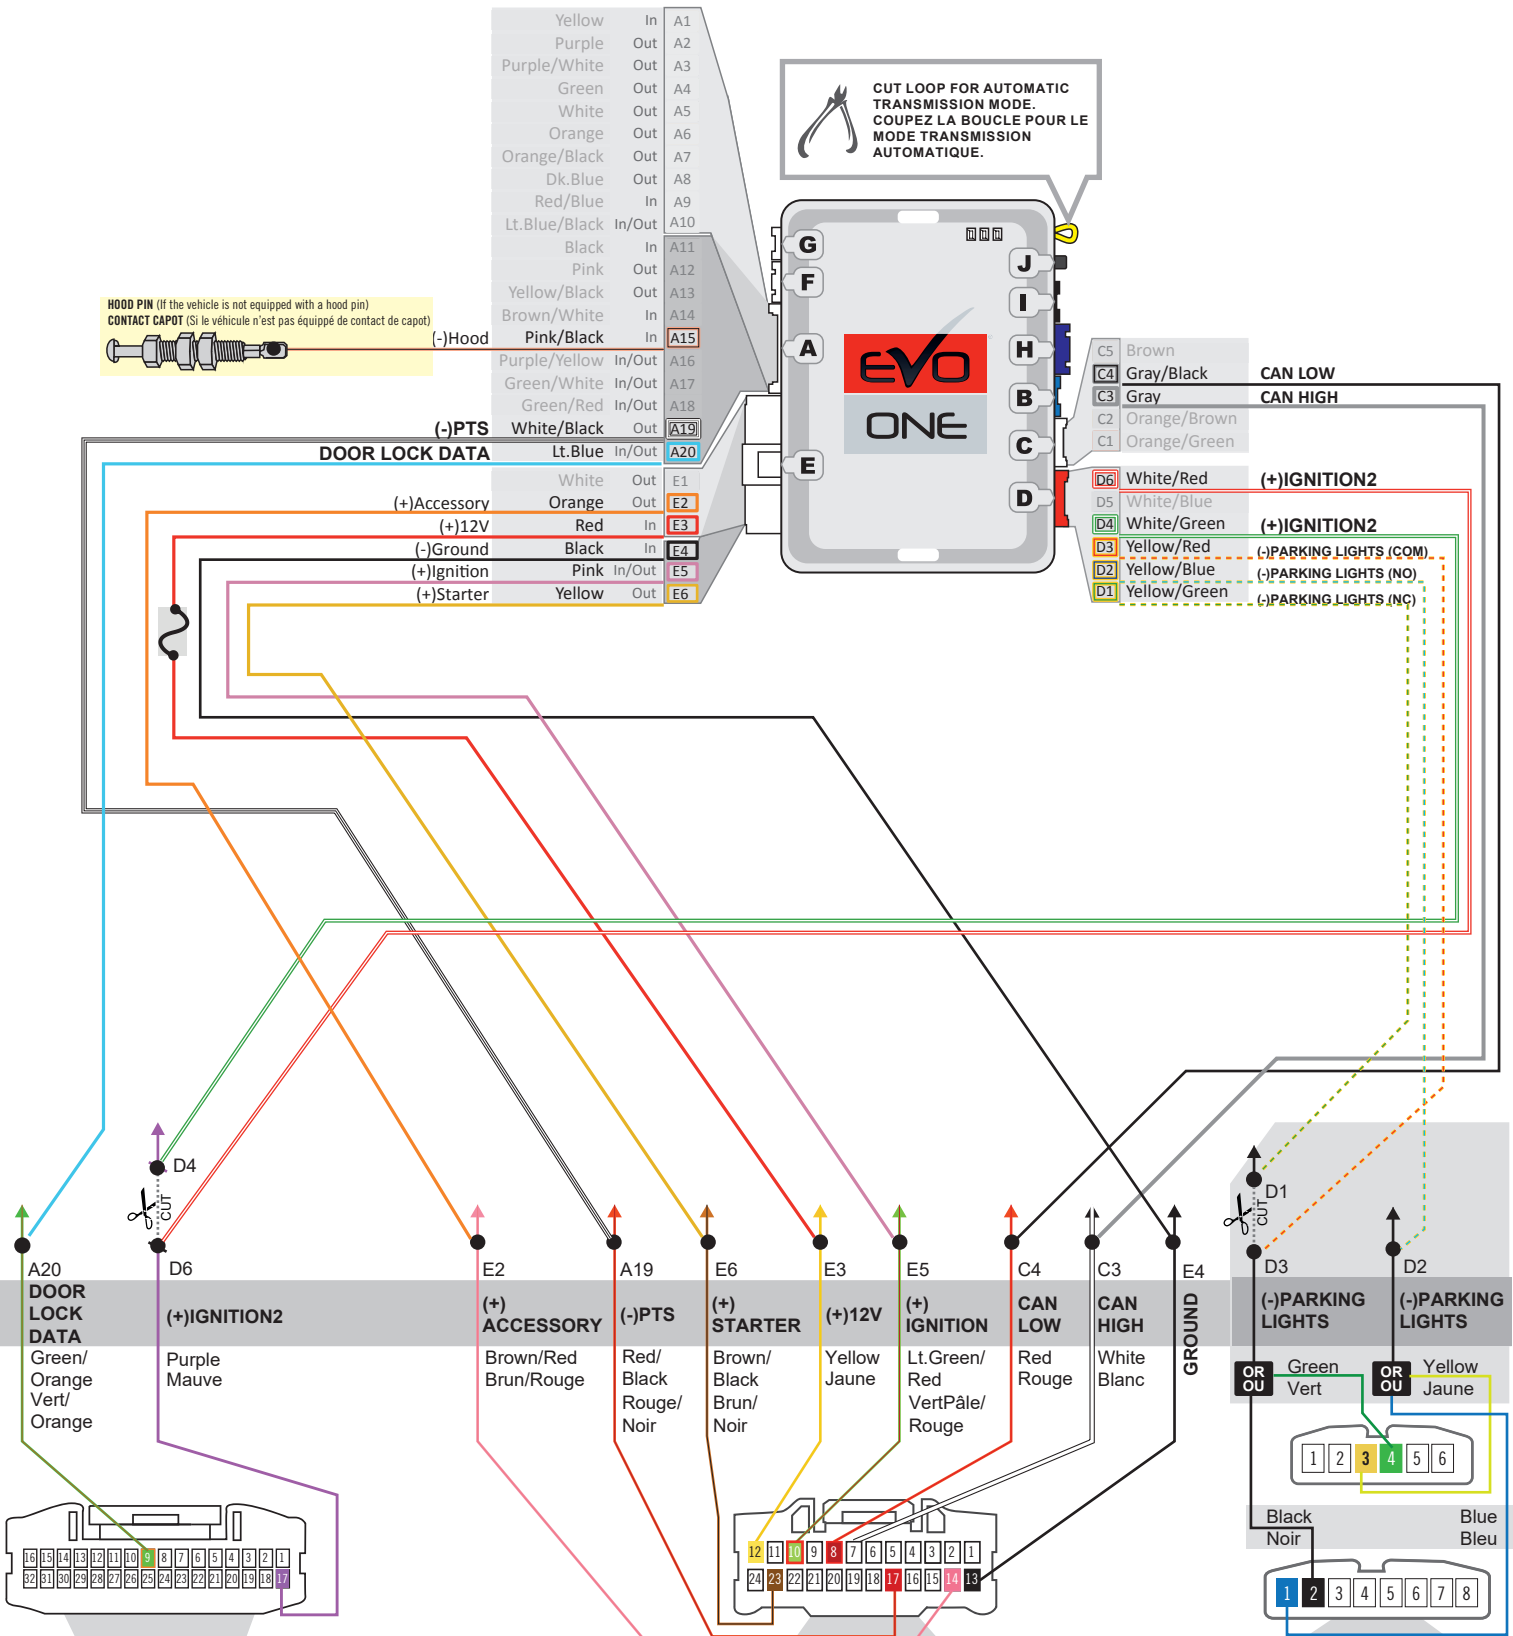 Yellow In A1
Purple Out A2
Purple/White Out A3
Green Out A4
White Out A5
Orange Out A6
Orange/Black Out A7
Dk.Blue Out A8
Red/Blue In A9
Lt.Blue/Black In/Out A10
Black In A11
Pink Out A12
Yellow/Black Out A13
Brown/White In A14
(-)Hood Pink/Black In A15
Purple/Yellow In/Out A16
Green/White In/Out A17
Green/Red In/Out A18
(-)PTS White/Black Out A19
DOOR LOCK DATA Lt.Blue In/Out A20
White Out E1
(+)Accessory Orange Out E2
(+)12V Red In E3
(-)Ground Black In E4
(+)Ignition Pink In/Out E5
(+)Starter Yellow Out E6
HOOD PIN (If the vehicle is not equipped with a hood pin)
CONTACT CAPOT (Si le véhicule n'est pas équippé de contact de capot)
CUT LOOP FOR AUTOMATIC
TRANSMISSION MODE.
COUPEZ LA BOUCLE POUR LE
MODE TRANSMISSION
AUTOMATIQUE.
G
F
A
E
J
I
H
B
C
D
EVO
ONE
C5 Brown
C4 Gray/Black CAN LOW
C3 Gray CAN HIGH
C2 Orange/Brown
C1 Orange/Green
D6 White/Red (+)IGNITION2
D5 White/Blue
D4 White/Green (+)IGNITION2
D3 Yellow/Red (-)PARKING LIGHTS (COM)
D2 Yellow/Blue (-)PARKING LIGHTS (NO)
D1 Yellow/Green (-)PARKING LIGHTS (NC)
D4
CUT
D1
CUT
A20
DOOR
LOCK
DATA
Green/
Orange
Vert/
Orange
D6
(+)IGNITION2
Purple
Mauve
E2
(+)
ACCESSORY
Brown/Red
Brun/Rouge
A19
(-)PTS
Red/
Black
Rouge/
Noir
E6
(+)
STARTER
Brown/
Black
Brun/
Noir
E3
(+)12V
Yellow
Jaune
E5
(+)
IGNITION
Lt.Green/
Red
VertPâle/
Rouge
C4
CAN
LOW
Red
Rouge
C3
CAN
HIGH
White
Blanc
E4
GROUND
D3
(-)PARKING
LIGHTS
OR
OU
Green
Vert
D2
(-)PARKING
LIGHTS
OR
OU
Yellow
Jaune
1 2 3 4 5 6
Black
Noir
Blue
Bleu
1 2 3 4 5 6 7 8
16 15 14 13 12 11 10 9 8 7 6 5 4 3 2 1
32 31 30 29 28 27 26 25 24 23 22 21 20 19 18 17
12 11 10 9 8 7 6 5 4 3 2 1
24 23 22 21 20 19 18 17 16 15 14 13